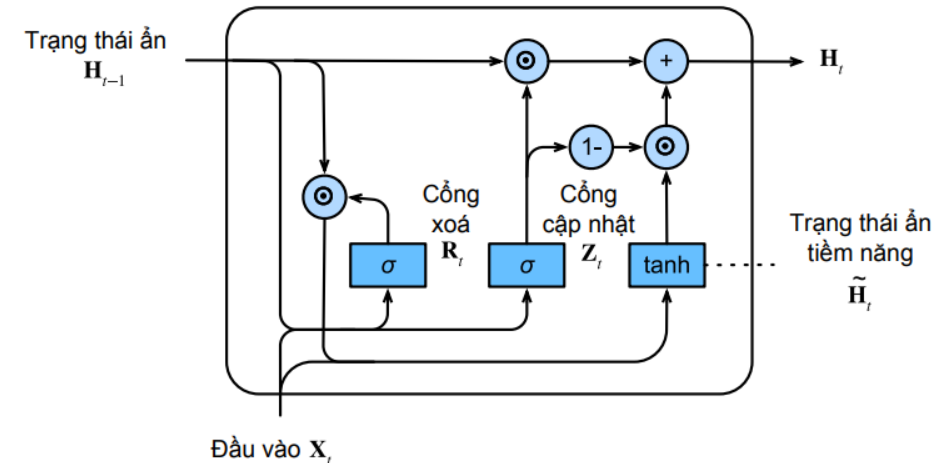 Trạng thái ẩn
H_{t−1}
H_t
+
1-
Cổng
xoá
R_t
Cổng
cập nhật
Z_t
Trạng thái ẩn
tiềm năng
H̃_t
σ
σ
tanh
Đầu vào X_t